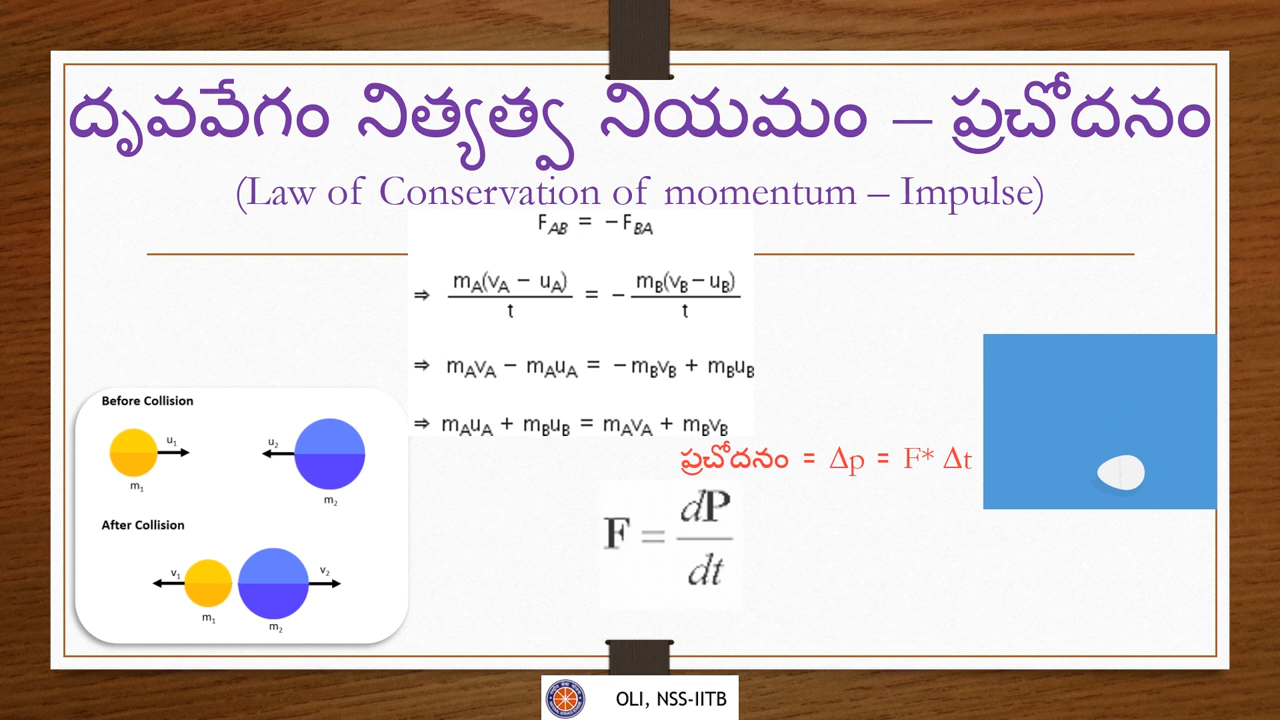 దృవవేగం నిత్యత్వ నియమం – ప్రచోదనం
(Law of Conservation of momentum – Impulse)
F_AB = −F_BA
⇒ m_A(v_A − u_A) / t = − m_B(v_B − u_B) / t
⇒ m_Av_A − m_Au_A = −m_Bv_B + m_Bu_B
⇒ m_Au_A + m_Bu_B = m_Av_A + m_Bv_B
Before Collision
u₁ u₂
m₁ m₂
After Collision
v₁ v₂
m₁ m₂
ప్రచోదనం = Δp = F* Δt
F = dP / dt
OLI, NSS-IITB